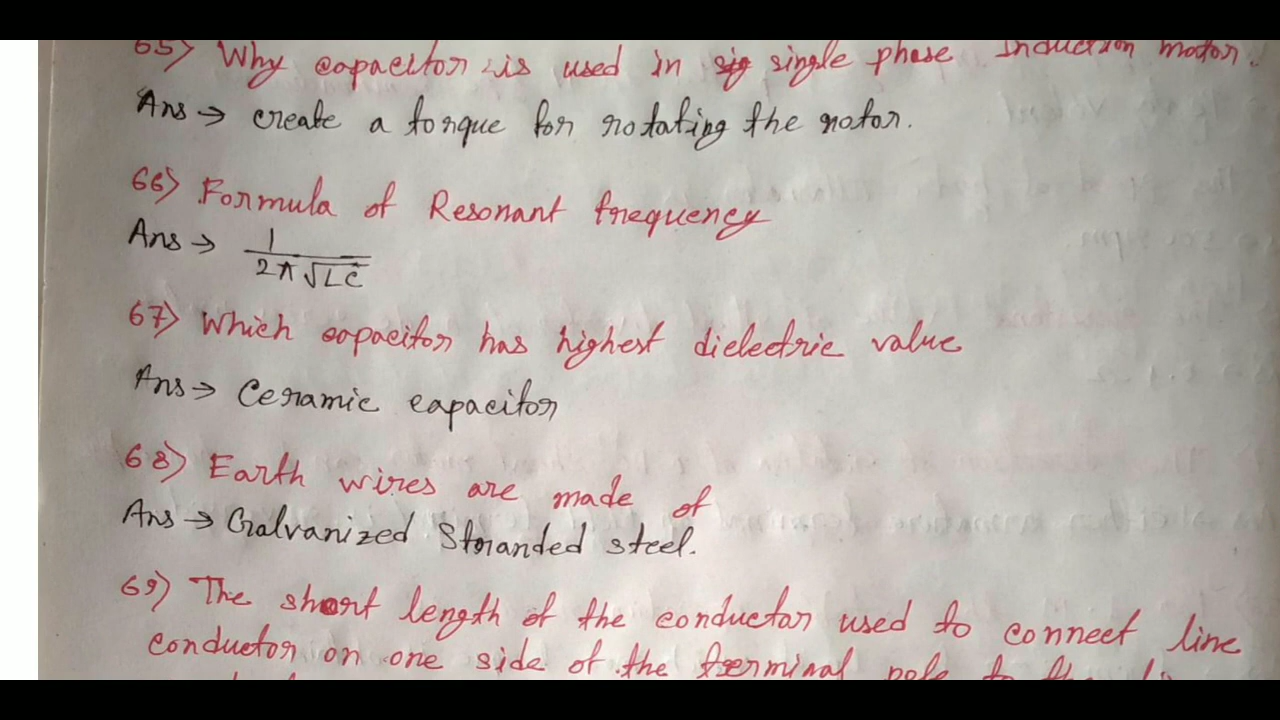 65) Why capacitor is used in single phase Induction motor.
Ans → create a torque for rotating the rotor.
66) Formula of Resonant frequency
Ans → 1/2π√LC
67) Which capacitor has highest dielectric value
Ans → Ceramic capacitor
68) Earth wires are made of
Ans → Galvanized Stranded steel.
69) The short length of the conductor used to connect line
conductor on one side of the terminal pole to the